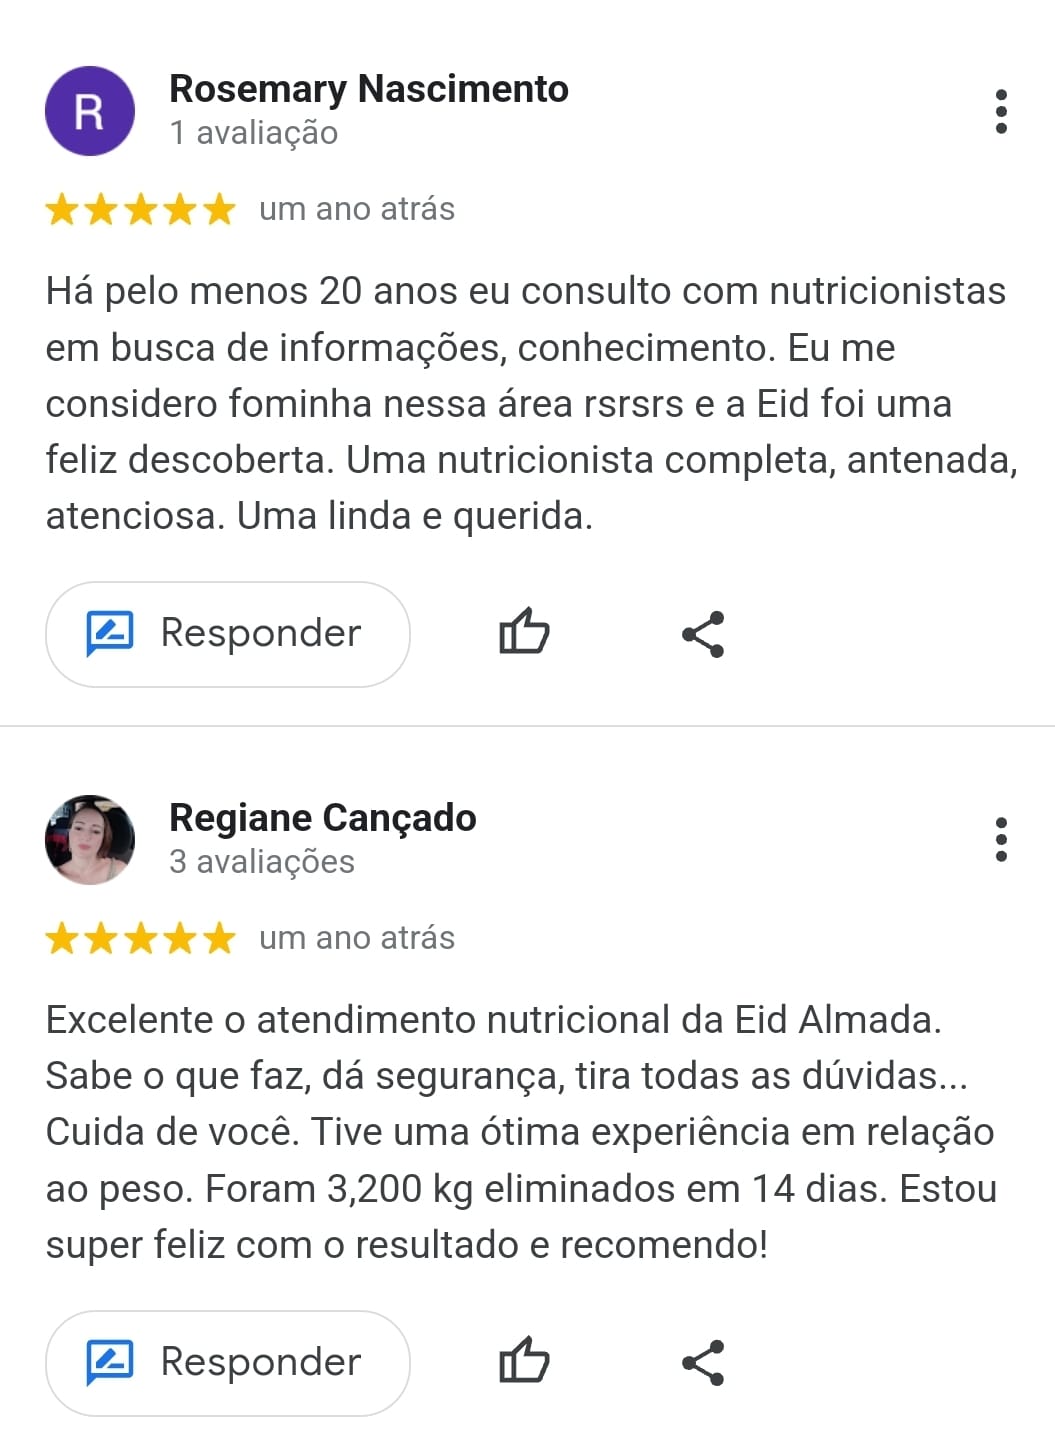 R
Rosemary Nascimento
1 avaliação
um ano atrás
Há pelo menos 20 anos eu consulto com nutricionistas
em busca de informações, conhecimento. Eu me
considero fominha nessa área rsrsrs e a Eid foi uma
feliz descoberta. Uma nutricionista completa, antenada,
atenciosa. Uma linda e querida.
Responder
Regiane Cançado
3 avaliações
um ano atrás
Excelente o atendimento nutricional da Eid Almada.
Sabe o que faz, dá segurança, tira todas as dúvidas...
Cuida de você. Tive uma ótima experiência em relação
ao peso. Foram 3,200 kg eliminados em 14 dias. Estou
super feliz com o resultado e recomendo!
Responder